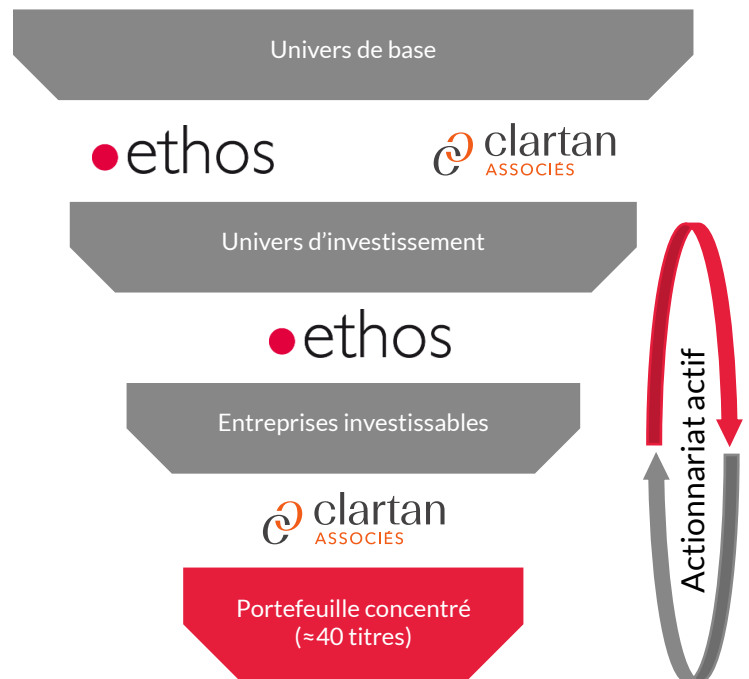 Univers de base
ethos
clartan
ASSOCIÉS
Univers d’investissement
ethos
Entreprises investissables
clartan
ASSOCIÉS
Portefeuille concentré
(≈40 titres)
Actionnariat actif